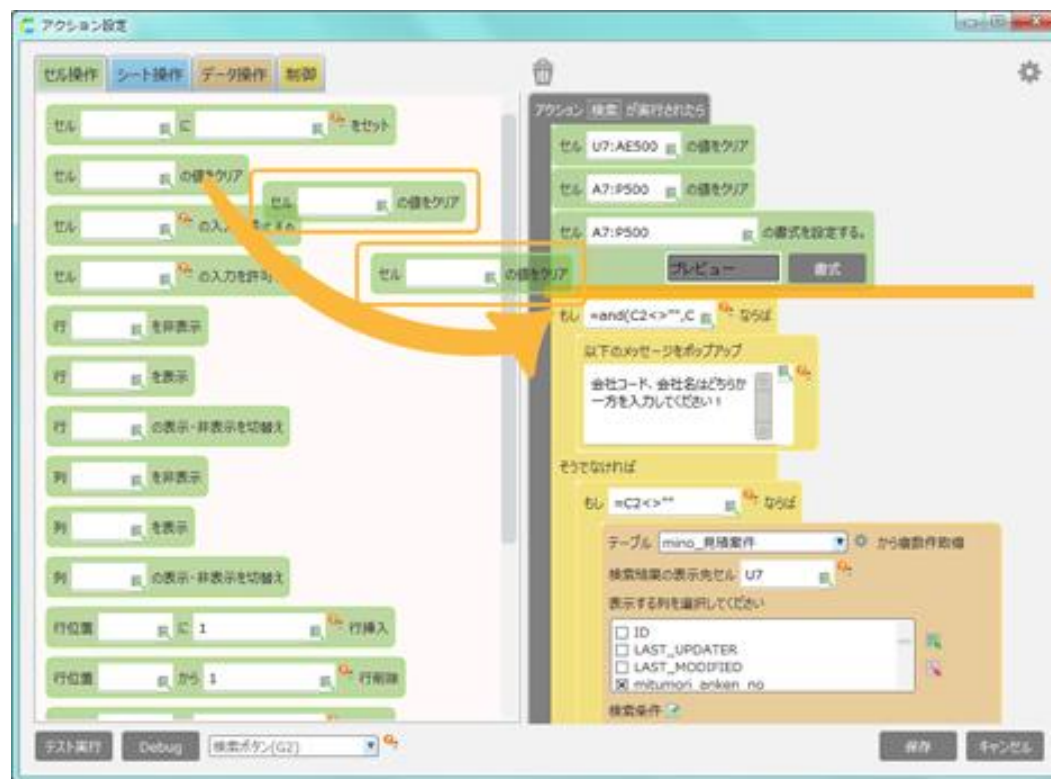 アクション設定
セル操作 シート操作 データ操作 制御
セル に をセット
セル の値をクリア
セル の値をクリア
セル の入力
セル の入力を許可
セル の値をクリア
行 を非表示
行 を表示
行 の表示・非表示を切替え
列 を非表示
列 を表示
列 の表示・非表示を切替え
行位置 に 1 行挿入
行位置 から 1 行削除
アクション 検索 が実行されたら
セル U7:AE500 の値をクリア
セル A7:P500 の値をクリア
セル A7:P500 の書式を設定する。
プレビュー 書式
もし =and(C2<>"",C ならば
以下のメッセージをポップアップ
会社コード、会社名はどちらか
一方を入力してください!
そうでなければ
もし =C2<>"" ならば
テーブル mino_見積案件 から複数件取得
検索結果の表示先セル U7
表示する列を選択してください
ID
LAST_UPDATER
LAST_MODIFIED
mitumori_anken_no
検索条件
テスト実行 Debug 検索ボタン(G2) 保存 キャンセル